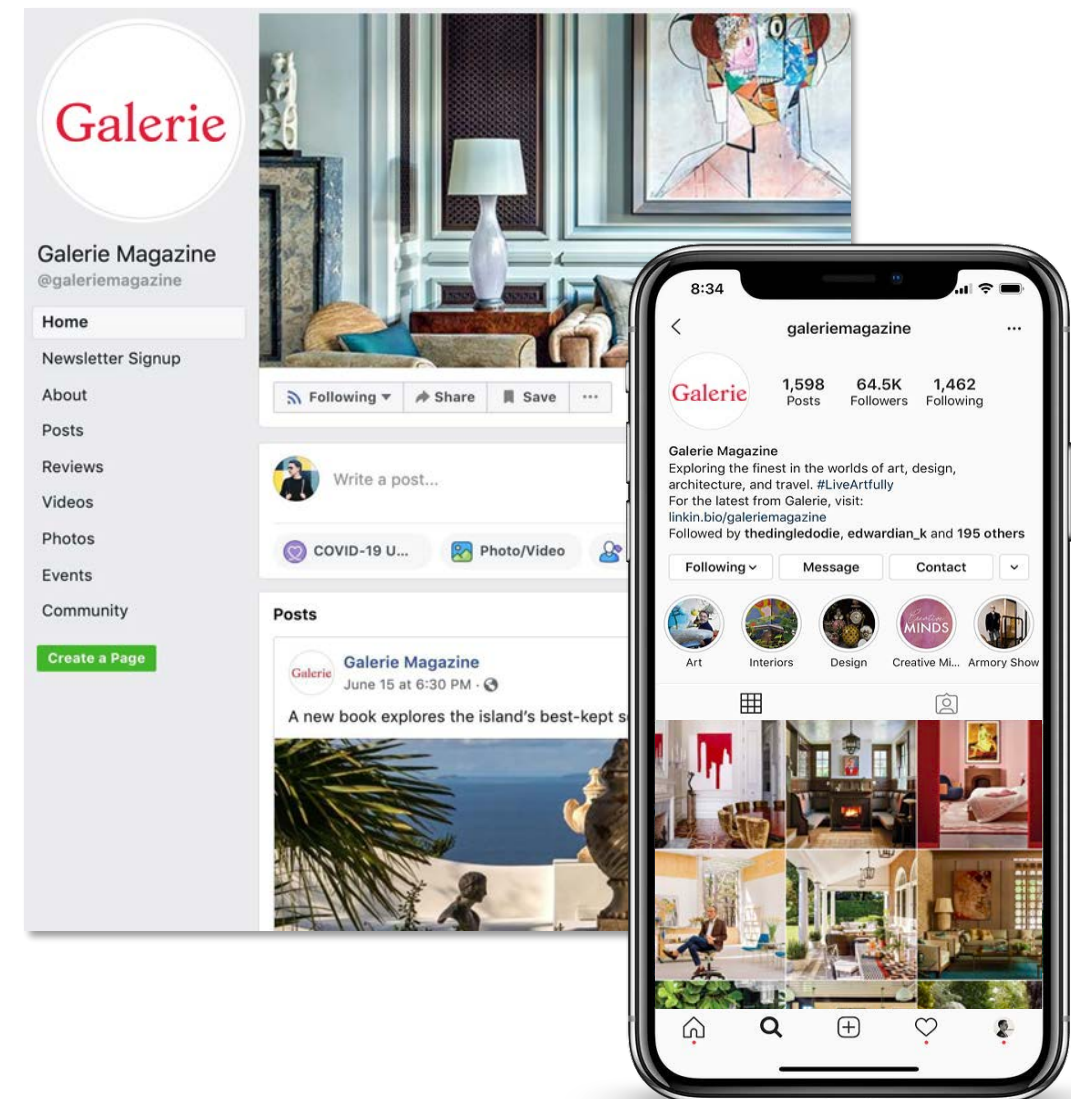 Galerie
Galerie Magazine
@galeriemagazine
Home
Newsletter Signup
About
Posts
Reviews
Videos
Photos
Events
Community
Create a Page
Following
Share
Save
Write a post...
COVID-19 U...
Photo/Video
Posts
Galerie
Galerie Magazine
June 15 at 6:30 PM ·
A new book explores the island's best-kept s
8:34
galeriemagazine
Galerie
1,598 64.5K 1,462
Posts Followers Following
Galerie Magazine
Exploring the finest in the worlds of art, design,
architecture, and travel. #LiveArtfully
For the latest from Galerie, visit:
linkin.bio/galeriemagazine
Followed by thedingledodie, edwardian_k and 195 others
Following Message Contact
Creative
MINDS
Art Interiors Design Creative Mi... Armory Show